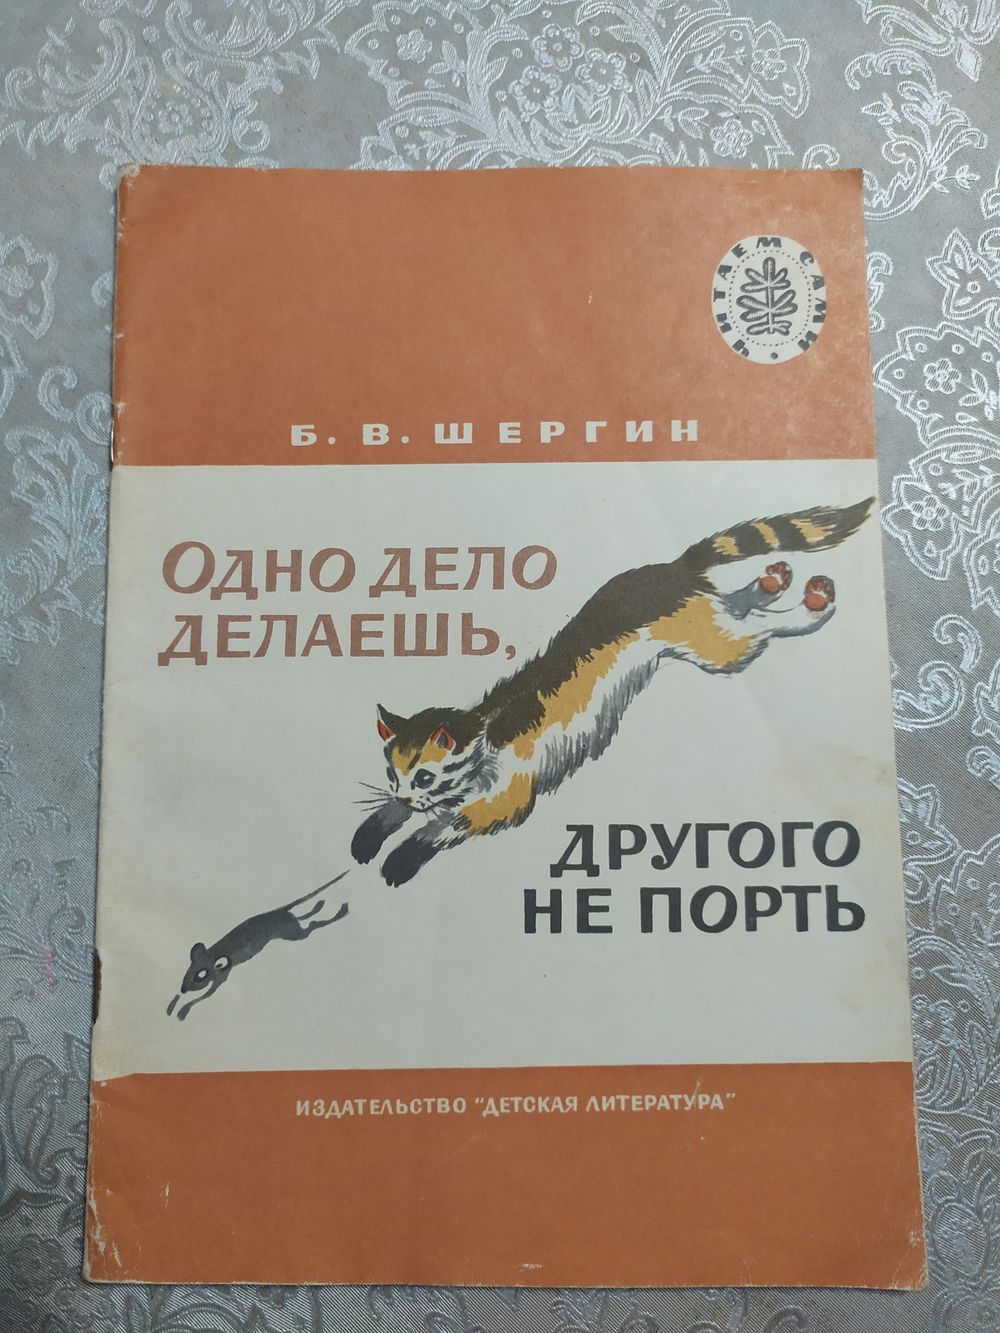 ЧИТАЕМ САМИ
Б. В. ШЕРГИН
ОДНО ДЕЛО
ДЕЛАЕШЬ,
ДРУГОГО
НЕ ПОРТЬ
ИЗДАТЕЛЬСТВО "ДЕТСКАЯ ЛИТЕРАТУРА"